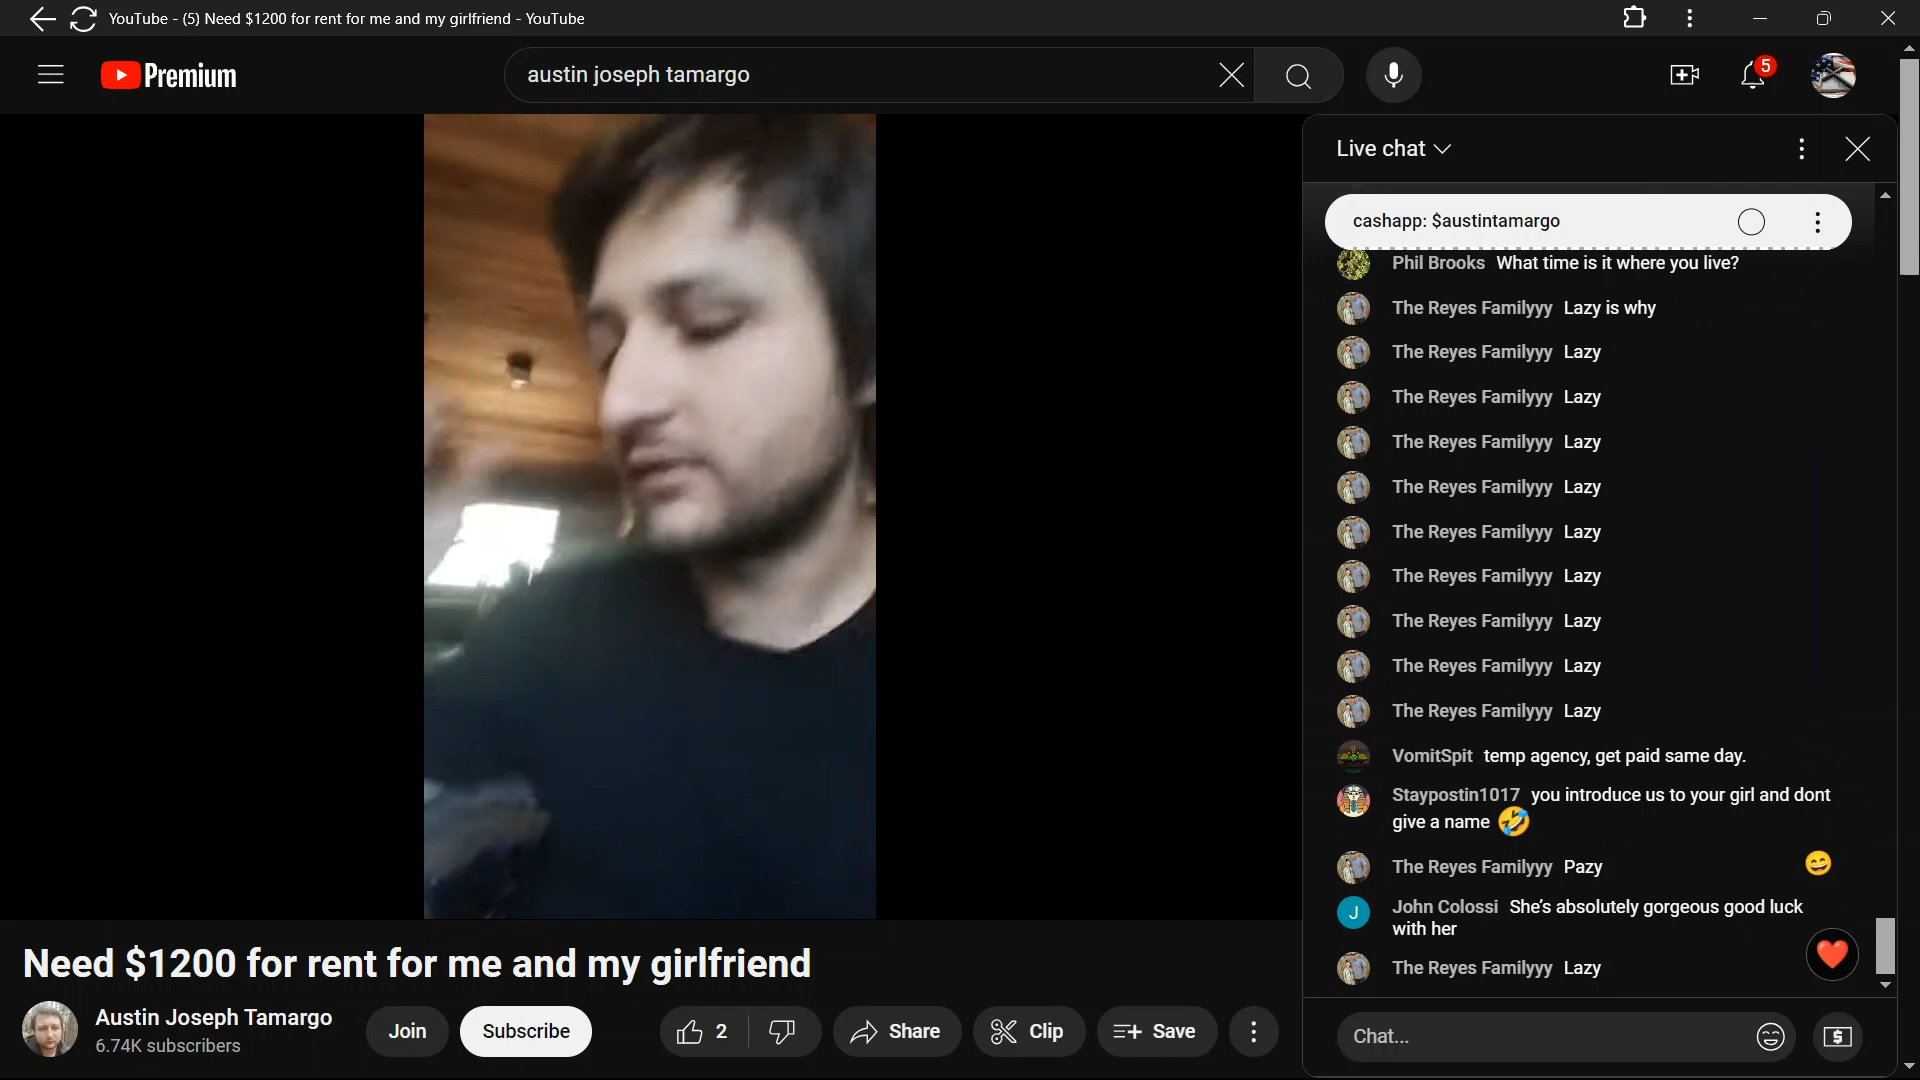 YouTube - (5) Need $1200 for rent for me and my girlfriend - YouTube
Premium
austin joseph tamargo
5
Live chat
cashapp: $austintamargo
Phil Brooks What time is it where you live?
The Reyes Familyyy Lazy is why
The Reyes Familyyy Lazy
The Reyes Familyyy Lazy
The Reyes Familyyy Lazy
The Reyes Familyyy Lazy
The Reyes Familyyy Lazy
The Reyes Familyyy Lazy
The Reyes Familyyy Lazy
The Reyes Familyyy Lazy
The Reyes Familyyy Lazy
VomitSpit temp agency, get paid same day.
Staypostin1017 you introduce us to your girl and dont
give a name 🤣
The Reyes Familyyy Pazy
J John Colossi She's absolutely gorgeous good luck
with her
The Reyes Familyyy Lazy
Chat...
Need $1200 for rent for me and my girlfriend
Austin Joseph Tamargo
6.74K subscribers
Join
Subscribe
2
Share
Clip
Save